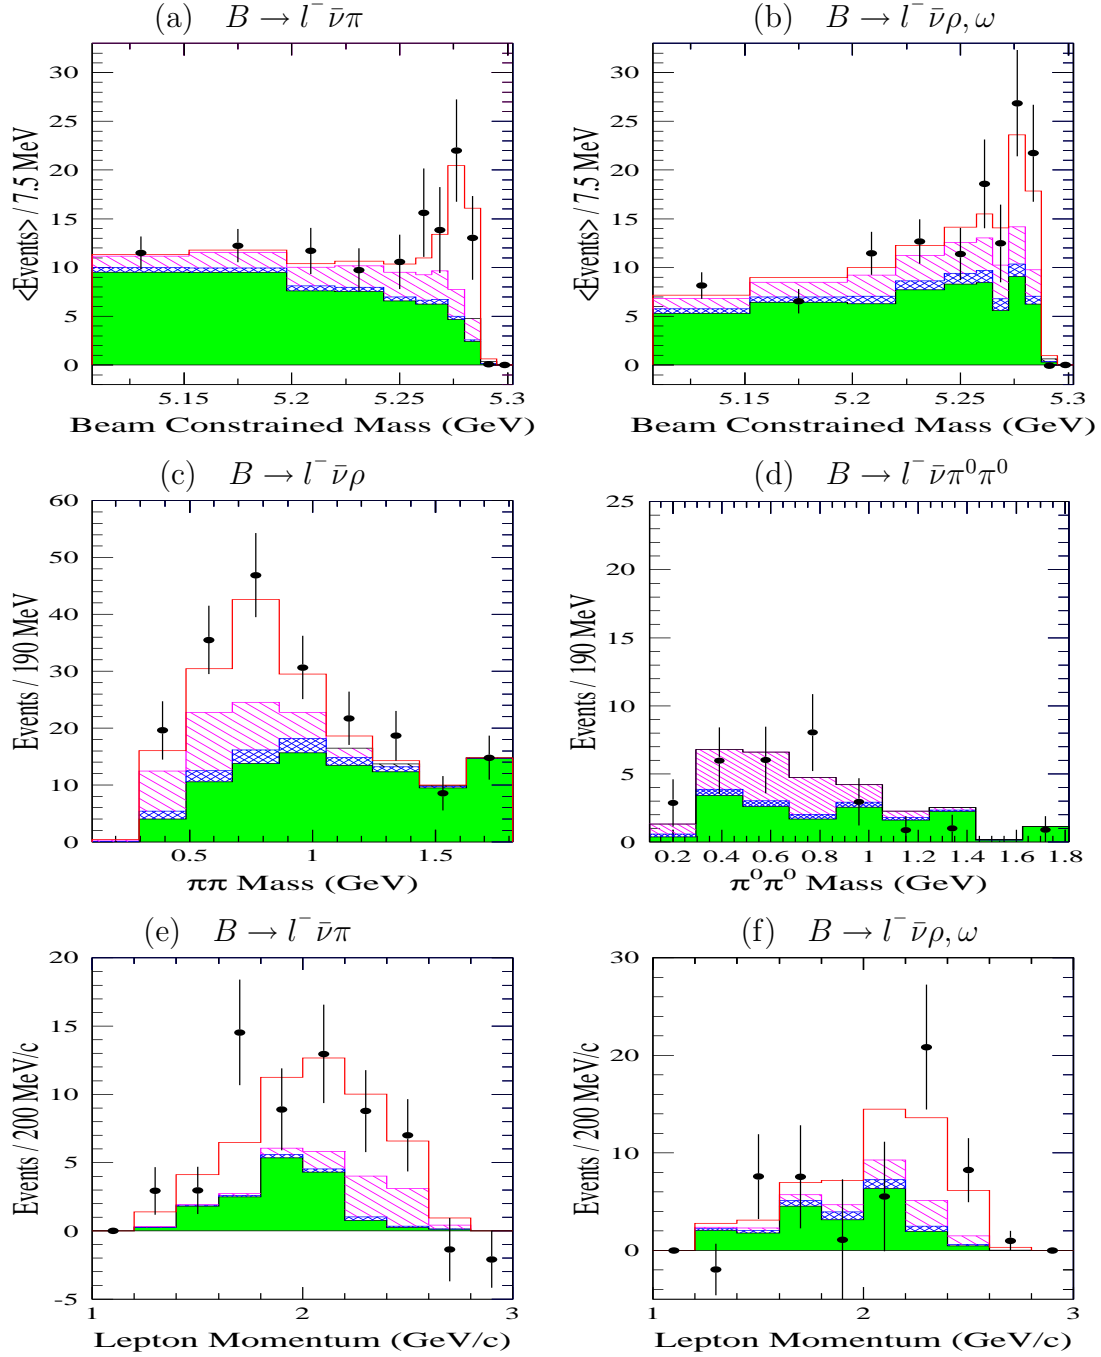 (a) B → l⁻ ν̄π
(b) B → l⁻ ν̄ρ, ω
<Events> / 7.5 MeV
30
25
20
15
10
5
0
5.15 5.2 5.25 5.3
Beam Constrained Mass (GeV)
<Events> / 7.5 MeV
30
25
20
15
10
5
0
5.15 5.2 5.25 5.3
Beam Constrained Mass (GeV)
(c) B → l⁻ ν̄ρ
(d) B → l⁻ ν̄π⁰π⁰
Events / 190 MeV
60
50
40
30
20
10
0
0.5 1 1.5
ππ Mass (GeV)
Events / 190 MeV
25
20
15
10
5
0
0.2 0.4 0.6 0.8 1 1.2 1.4 1.6 1.8
π⁰π⁰ Mass (GeV)
(e) B → l⁻ ν̄π
(f) B → l⁻ ν̄ρ, ω
Events / 200 MeV/c
20
15
10
5
0
-5
1 2 3
Lepton Momentum (GeV/c)
Events / 200 MeV/c
30
20
10
0
1 2 3
Lepton Momentum (GeV/c)